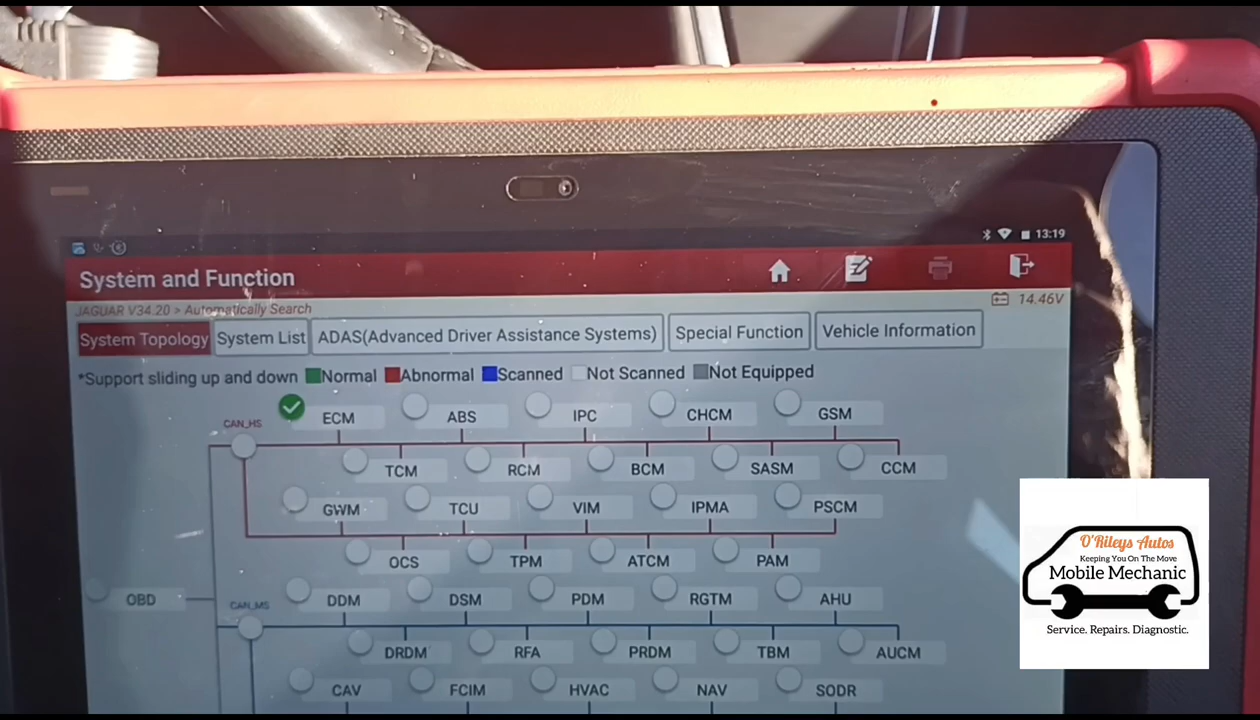 13:19
System and Function
JAGUAR V34.20 > Automatically Search
14.46V
System Topology
System List
ADAS(Advanced Driver Assistance Systems)
Special Function
Vehicle Information
*Support sliding up and down
Normal
Abnormal
Scanned
Not Scanned
Not Equipped
CAN_HS
ECM
ABS
IPC
CHCM
GSM
TCM
RCM
BCM
SASM
CCM
GWM
TCU
VIM
IPMA
PSCM
OCS
TPM
ATCM
PAM
OBD
CAN_MS
DDM
DSM
PDM
RGTM
AHU
DRDM
RFA
PRDM
TBM
AUCM
CAV
FCIM
HVAC
NAV
SODR
O'Rileys Autos
Keeping You On The Move
Mobile Mechanic
Service. Repairs. Diagnostic.